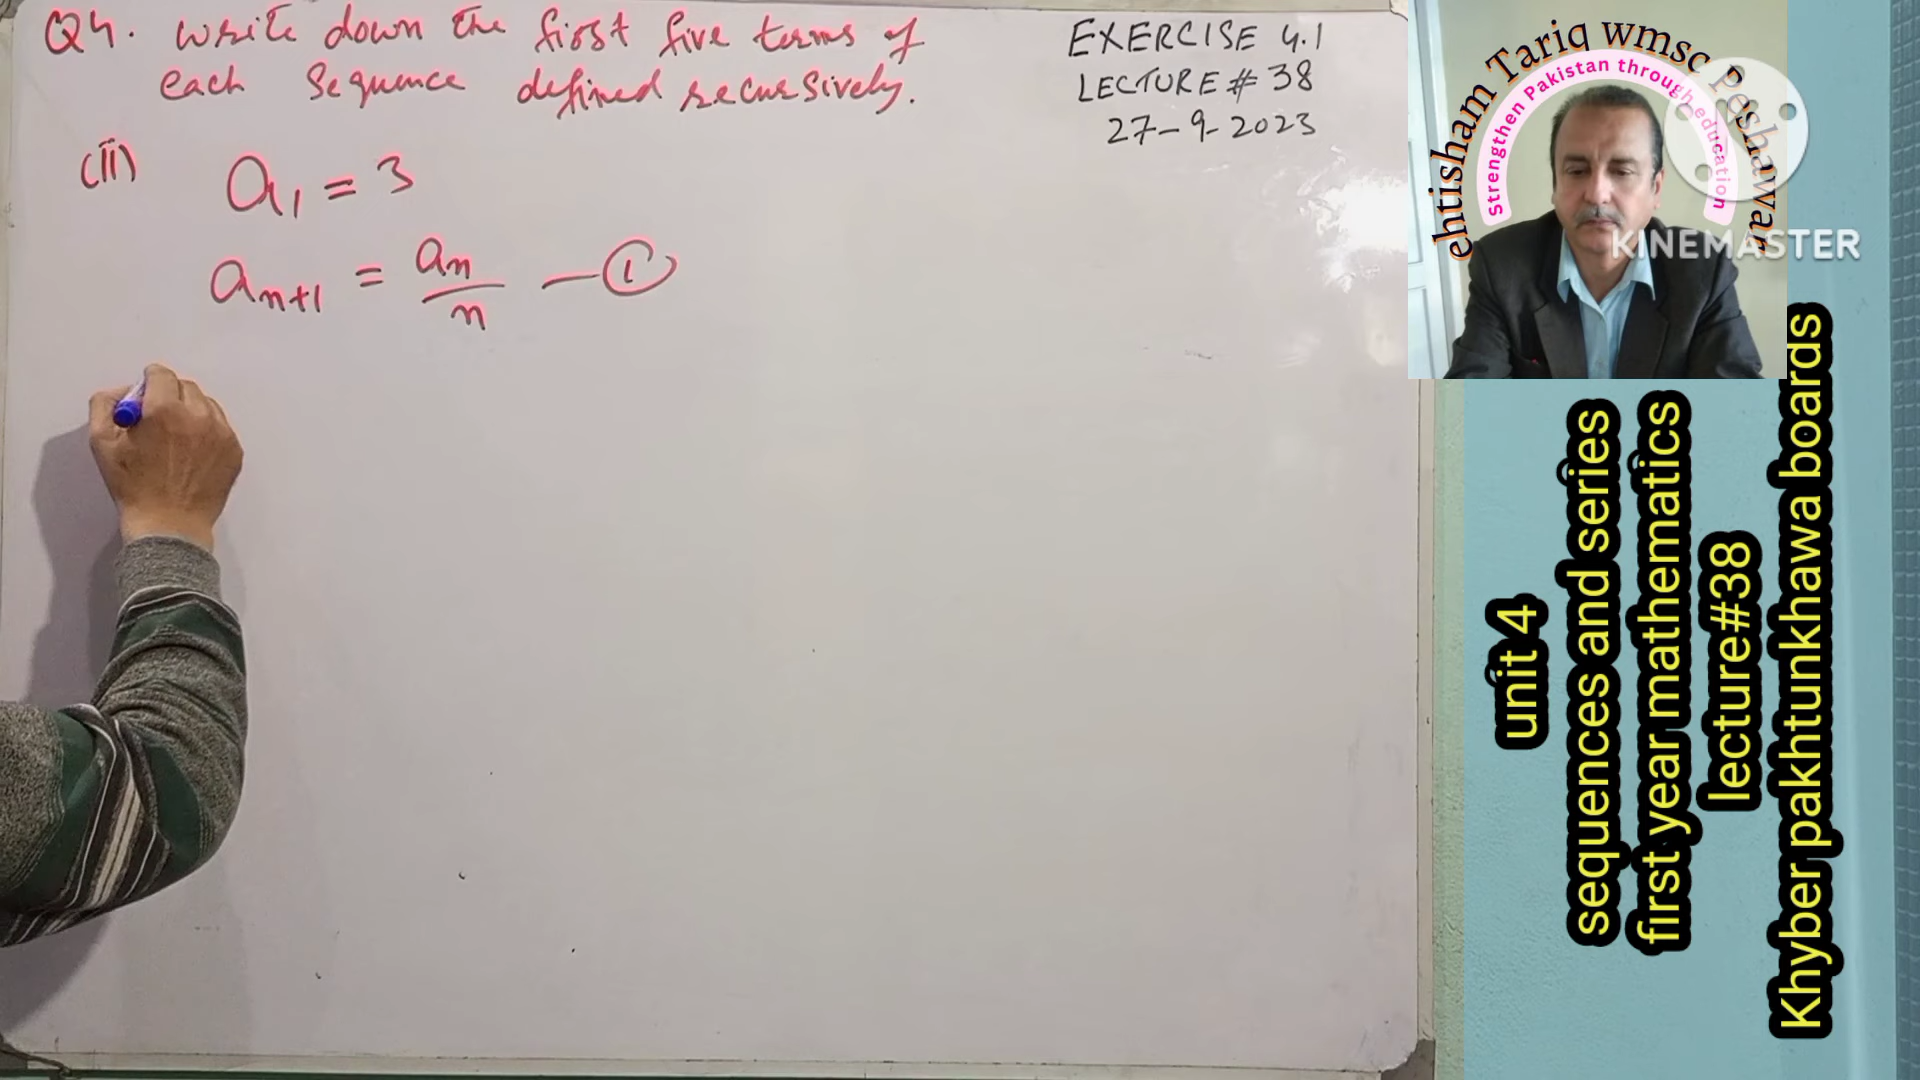 Q4. write down the first five terms of
each sequence defined recursively.
EXERCISE 4.1
LECTURE # 38
27-9-2023
(ii) a₁ = 3
aₙ₊₁ = aₙ/n — ①
ehtisham Tariq wmsc Peshawar
Strengthen Pakistan through education
KINEMASTER
unit 4
sequences and series
first year mathematics
lecture#38
Khyber pakhtunkhawa boards